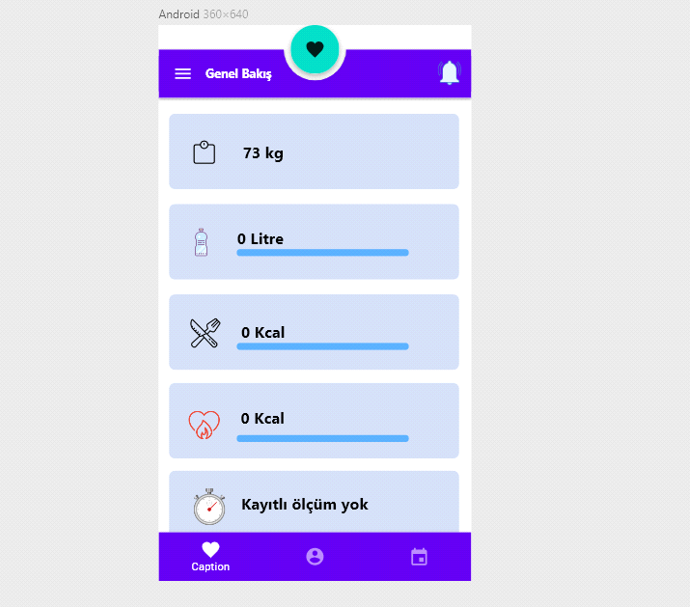 Android 360×640
Genel Bakış
73 kg
0 Litre
0 Kcal
0 Kcal
Kayıtlı ölçüm yok
Caption